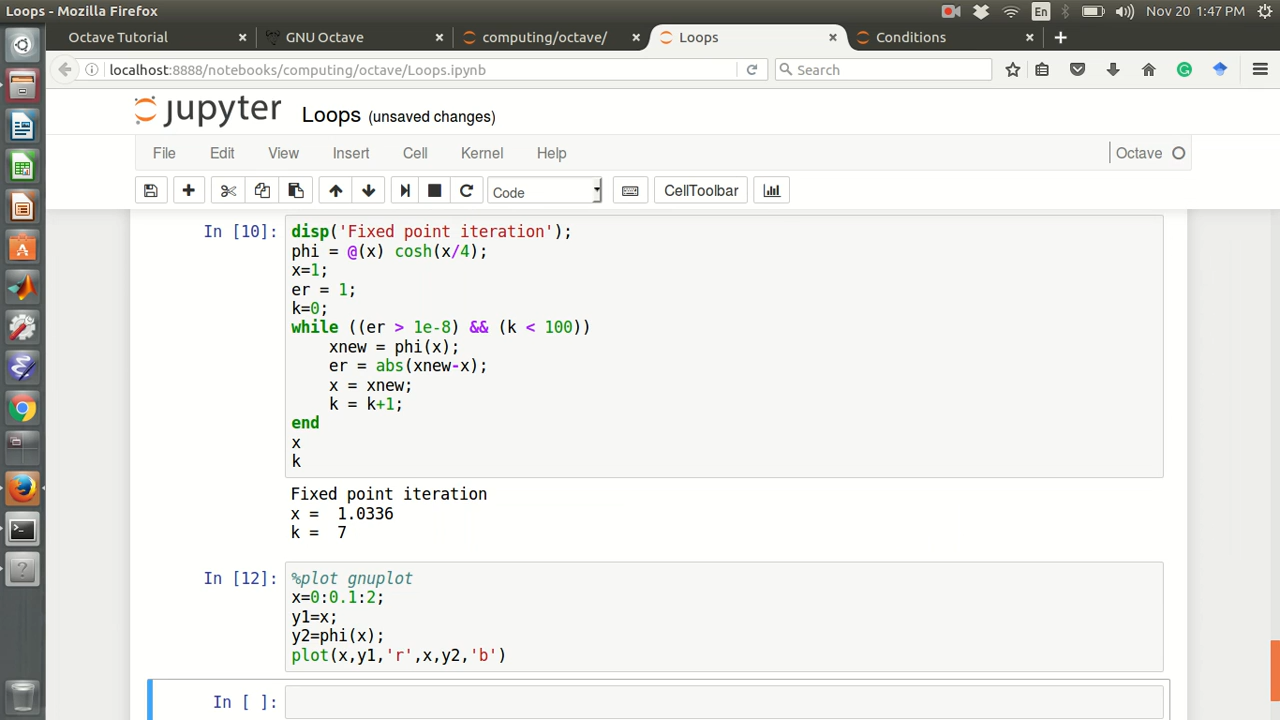 Loops - Mozilla Firefox
En
Nov 20 1:47 PM
Octave Tutorial
GNU Octave
computing/octave/
Loops
Conditions
localhost:8888/notebooks/computing/octave/Loops.ipynb
Search
jupyter
Loops (unsaved changes)
File Edit View Insert Cell Kernel Help
Octave
Code
CellToolbar
In [10]:
disp('Fixed point iteration');
phi = @(x) cosh(x/4);
x=1;
er = 1;
k=0;
while ((er > 1e-8) && (k < 100))
    xnew = phi(x);
    er = abs(xnew-x);
    x = xnew;
    k = k+1;
end
x
k
Fixed point iteration
x =  1.0336
k =  7
In [12]:
%plot gnuplot
x=0:0.1:2;
y1=x;
y2=phi(x);
plot(x,y1,'r',x,y2,'b')
In [ ]: